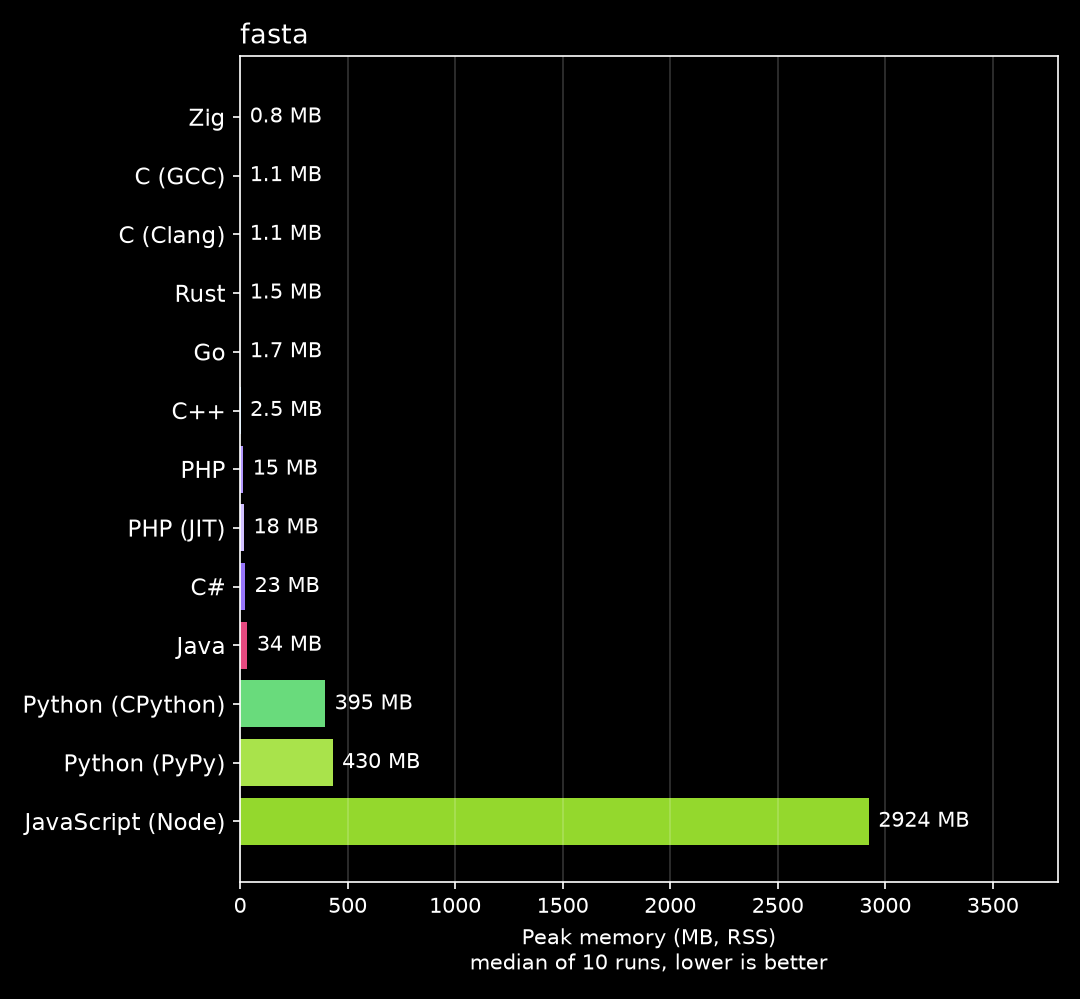 fasta
Zig 0.8 MB
C (GCC) 1.1 MB
C (Clang) 1.1 MB
Rust 1.5 MB
Go 1.7 MB
C++ 2.5 MB
PHP 15 MB
PHP (JIT) 18 MB
C# 23 MB
Java 34 MB
Python (CPython) 395 MB
Python (PyPy) 430 MB
JavaScript (Node) 2924 MB
0 500 1000 1500 2000 2500 3000 3500
Peak memory (MB, RSS)
median of 10 runs, lower is better